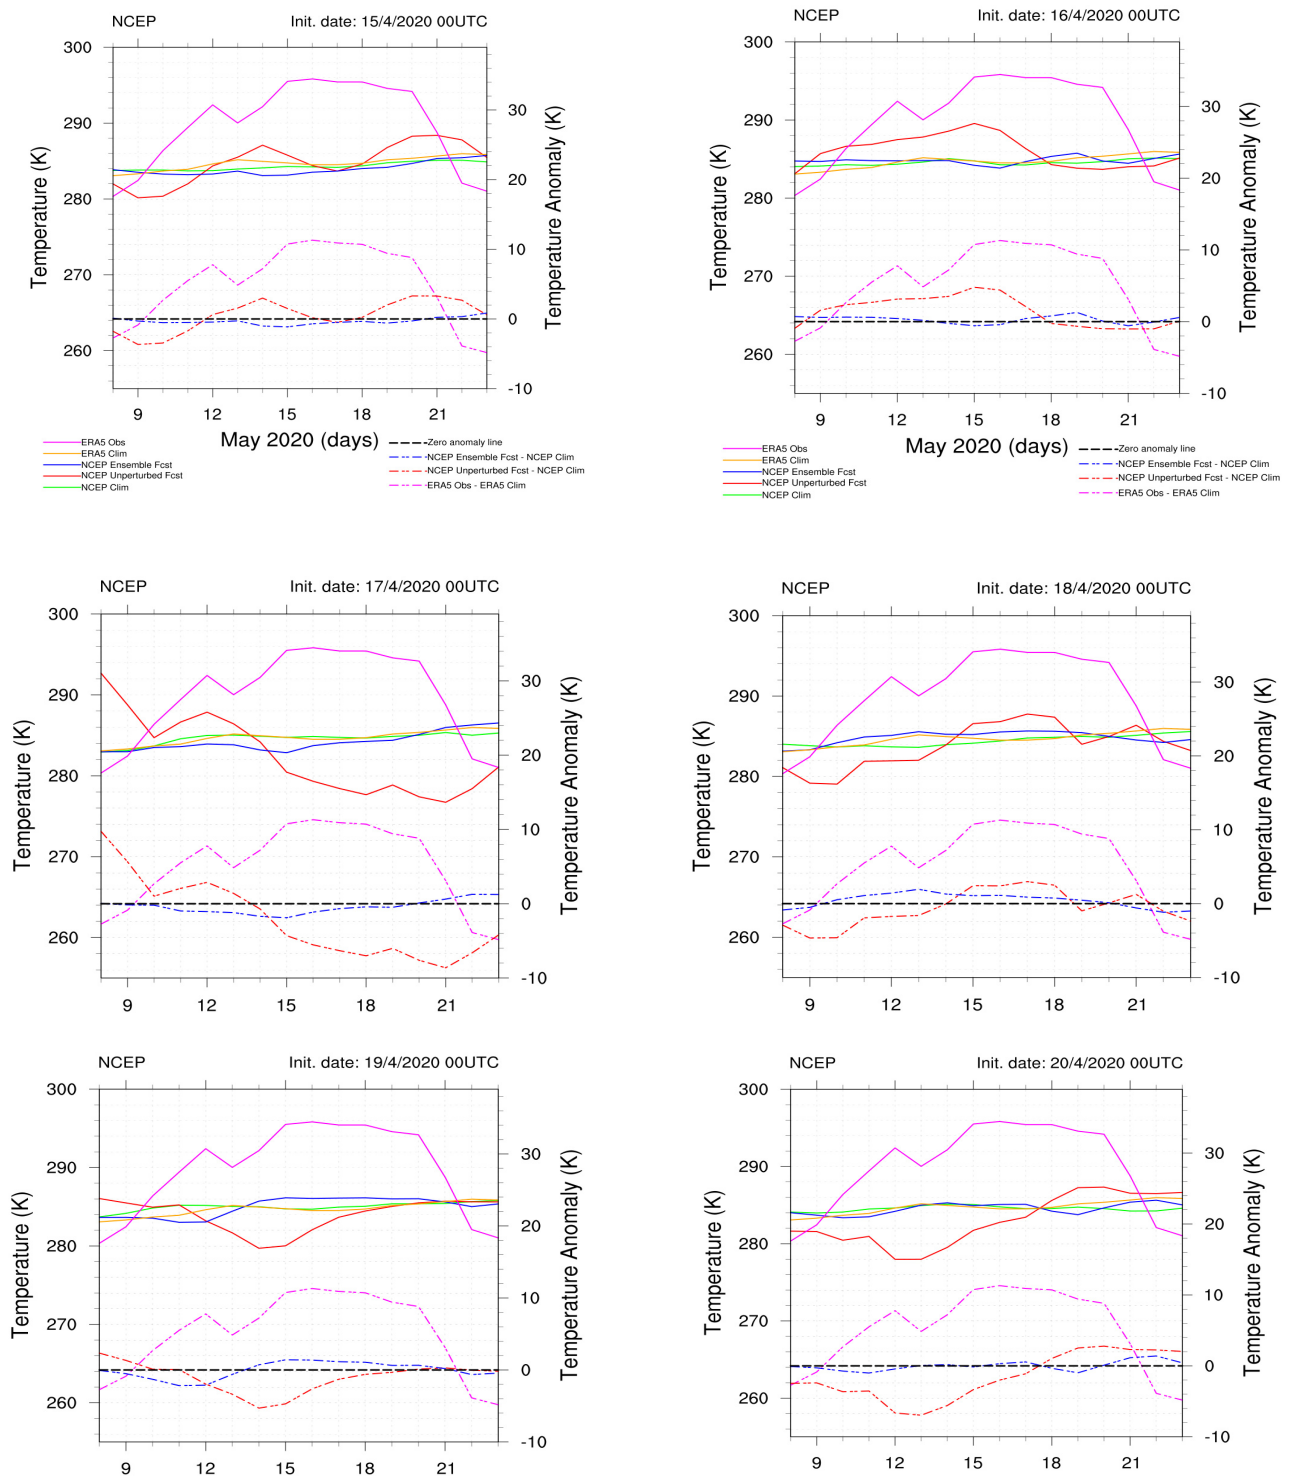 NCEP Init. date: 15/4/2020 00UTC
300
290
280
270
260
Temperature (K)
30
20
10
0
-10
Temperature Anomaly (K)
9 12 15 18 21
May 2020 (days)
ERA5 Obs
ERA5 Clim
NCEP Ensemble Fcst
NCEP Unperturbed Fcst
NCEP Clim
Zero anomaly line
NCEP Ensemble Fcst - NCEP Clim
NCEP Unperturbed Fcst - NCEP Clim
ERA5 Obs - ERA5 Clim
NCEP Init. date: 16/4/2020 00UTC
300
290
280
270
260
Temperature (K)
30
20
10
0
-10
Temperature Anomaly (K)
9 12 15 18 21
May 2020 (days)
ERA5 Obs
ERA5 Clim
NCEP Ensemble Fcst
NCEP Unperturbed Fcst
NCEP Clim
Zero anomaly line
NCEP Ensemble Fcst - NCEP Clim
NCEP Unperturbed Fcst - NCEP Clim
ERA5 Obs - ERA5 Clim
NCEP Init. date: 17/4/2020 00UTC
300
290
280
270
260
Temperature (K)
30
20
10
0
-10
Temperature Anomaly (K)
9 12 15 18 21
NCEP Init. date: 18/4/2020 00UTC
300
290
280
270
260
Temperature (K)
30
20
10
0
-10
Temperature Anomaly (K)
9 12 15 18 21
NCEP Init. date: 19/4/2020 00UTC
300
290
280
270
260
Temperature (K)
30
20
10
0
-10
Temperature Anomaly (K)
9 12 15 18 21
NCEP Init. date: 20/4/2020 00UTC
300
290
280
270
260
Temperature (K)
30
20
10
0
-10
Temperature Anomaly (K)
9 12 15 18 21